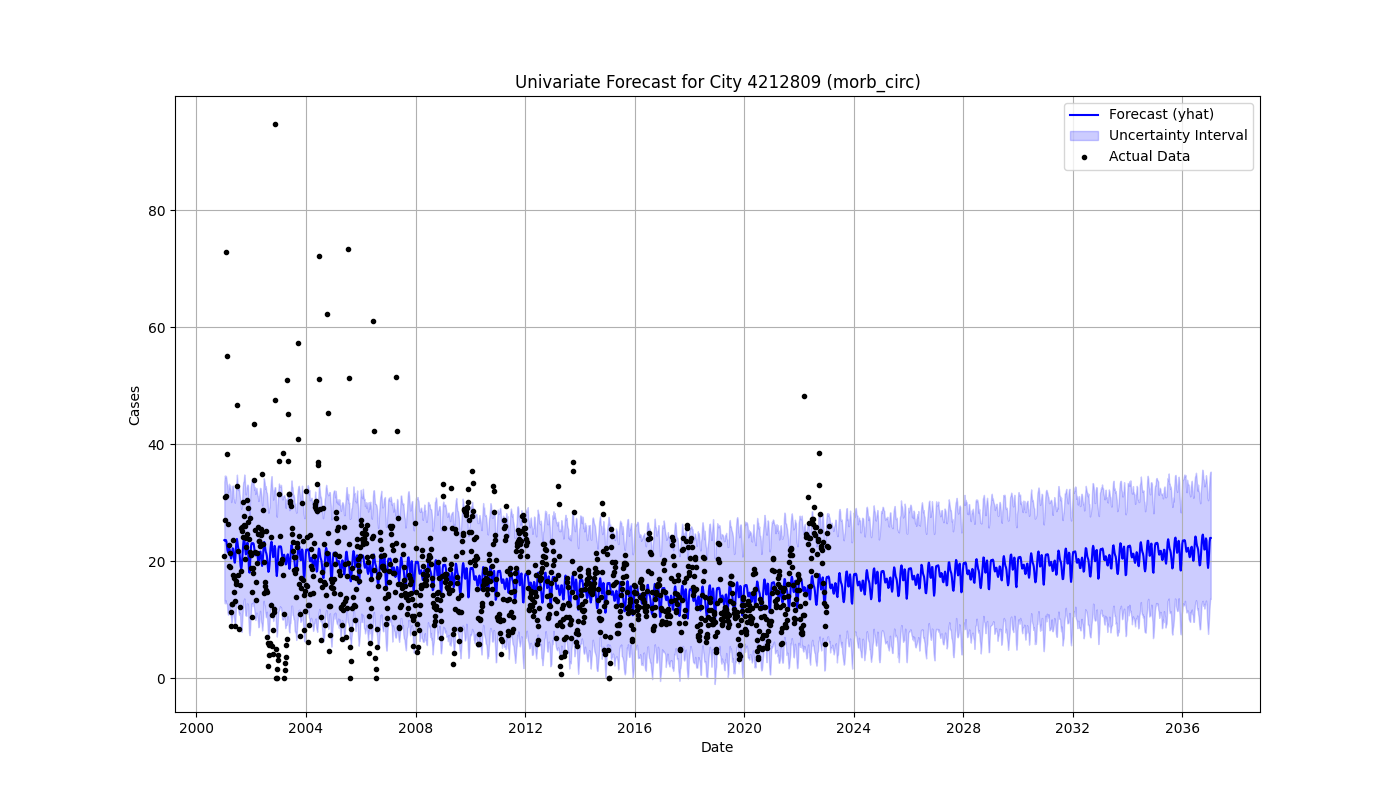 Univariate Forecast for City 4212809 (morb_circ)
Forecast (yhat)
Uncertainty Interval
Actual Data
Cases
80
60
40
20
0
2000 2004 2008 2012 2016 2020 2024 2028 2032 2036
Date